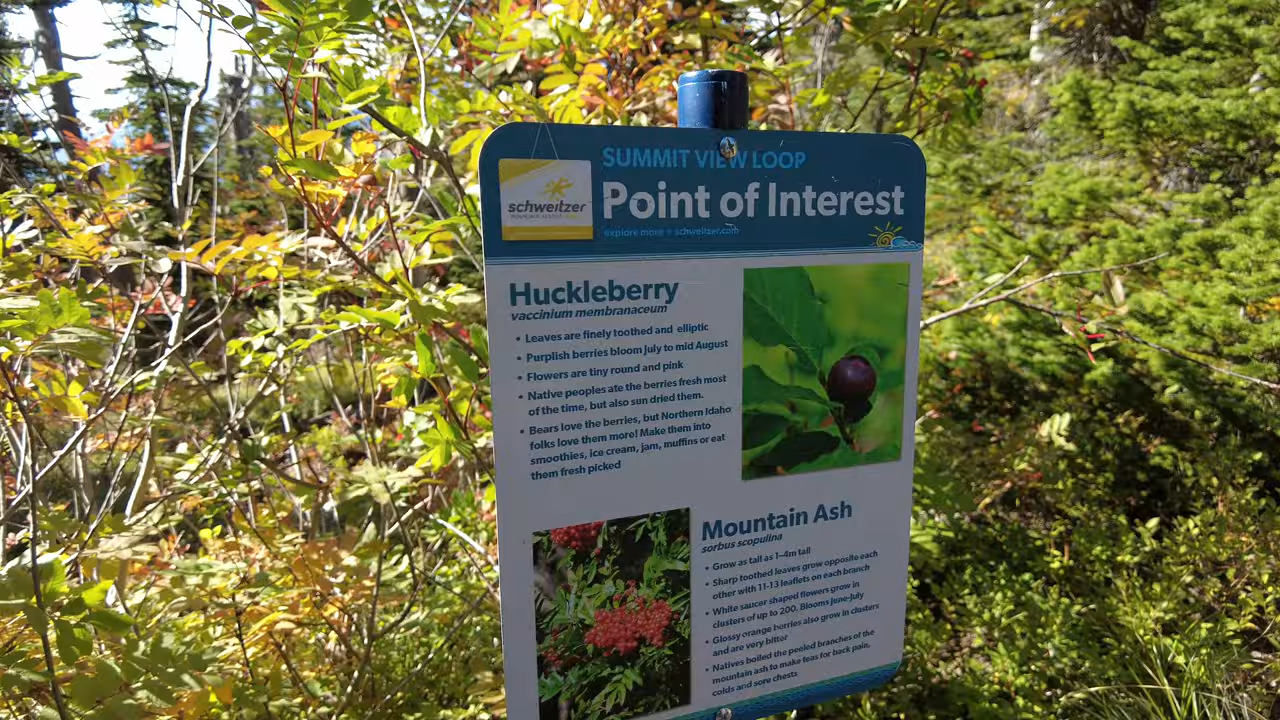 SUMMIT VIEW LOOP
schweitzer
Point of Interest
explore more • schweitzer.com
Huckleberry
vaccinium membranaceum
• Leaves are finely toothed and elliptic
• Purplish berries bloom July to mid August
• Flowers are tiny round and pink
• Native peoples ate the berries fresh most
of the time, but also sun dried them.
• Bears love the berries, but Northern Idaho
folks love them more! Make them into
smoothies, ice cream, jam, muffins or eat
them fresh picked
Mountain Ash
sorbus scopulina
• Grow as tall as 1–4m tall
• Sharp toothed leaves grow opposite each
other with 11-13 leaflets on each branch
• White saucer shaped flowers grow in
clusters of up to 200. Blooms June-July
• Glossy orange berries also grow in clusters
and are very bitter
• Natives boiled the peeled branches of the
mountain ash to make teas for back pain,
colds and sore chests